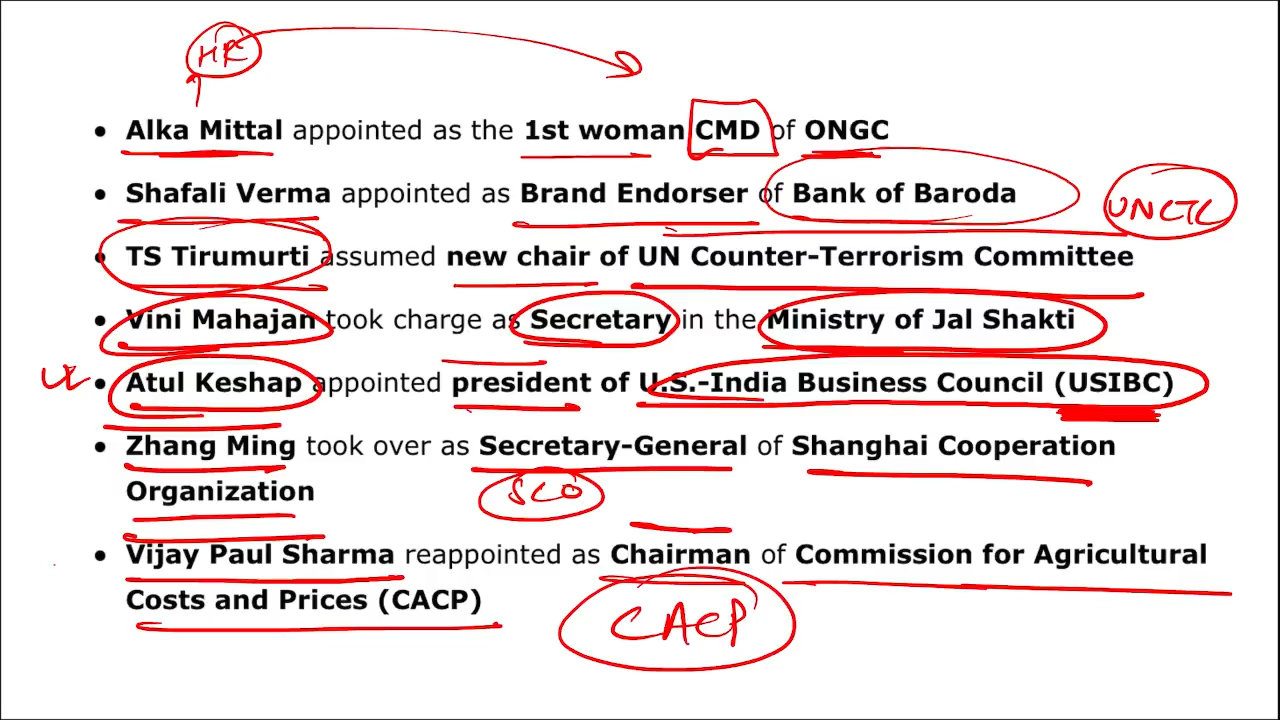 HR
• Alka Mittal appointed as the 1st woman CMD of ONGC
• Shafali Verma appointed as Brand Endorser of Bank of Baroda
UNCTC
• TS Tirumurti assumed new chair of UN Counter-Terrorism Committee
• Vini Mahajan took charge as Secretary in the Ministry of Jal Shakti
• Atul Keshap appointed president of U.S.-India Business Council (USIBC)
• Zhang Ming took over as Secretary-General of Shanghai Cooperation
Organization
SCO
• Vijay Paul Sharma reappointed as Chairman of Commission for Agricultural
Costs and Prices (CACP)
CACP